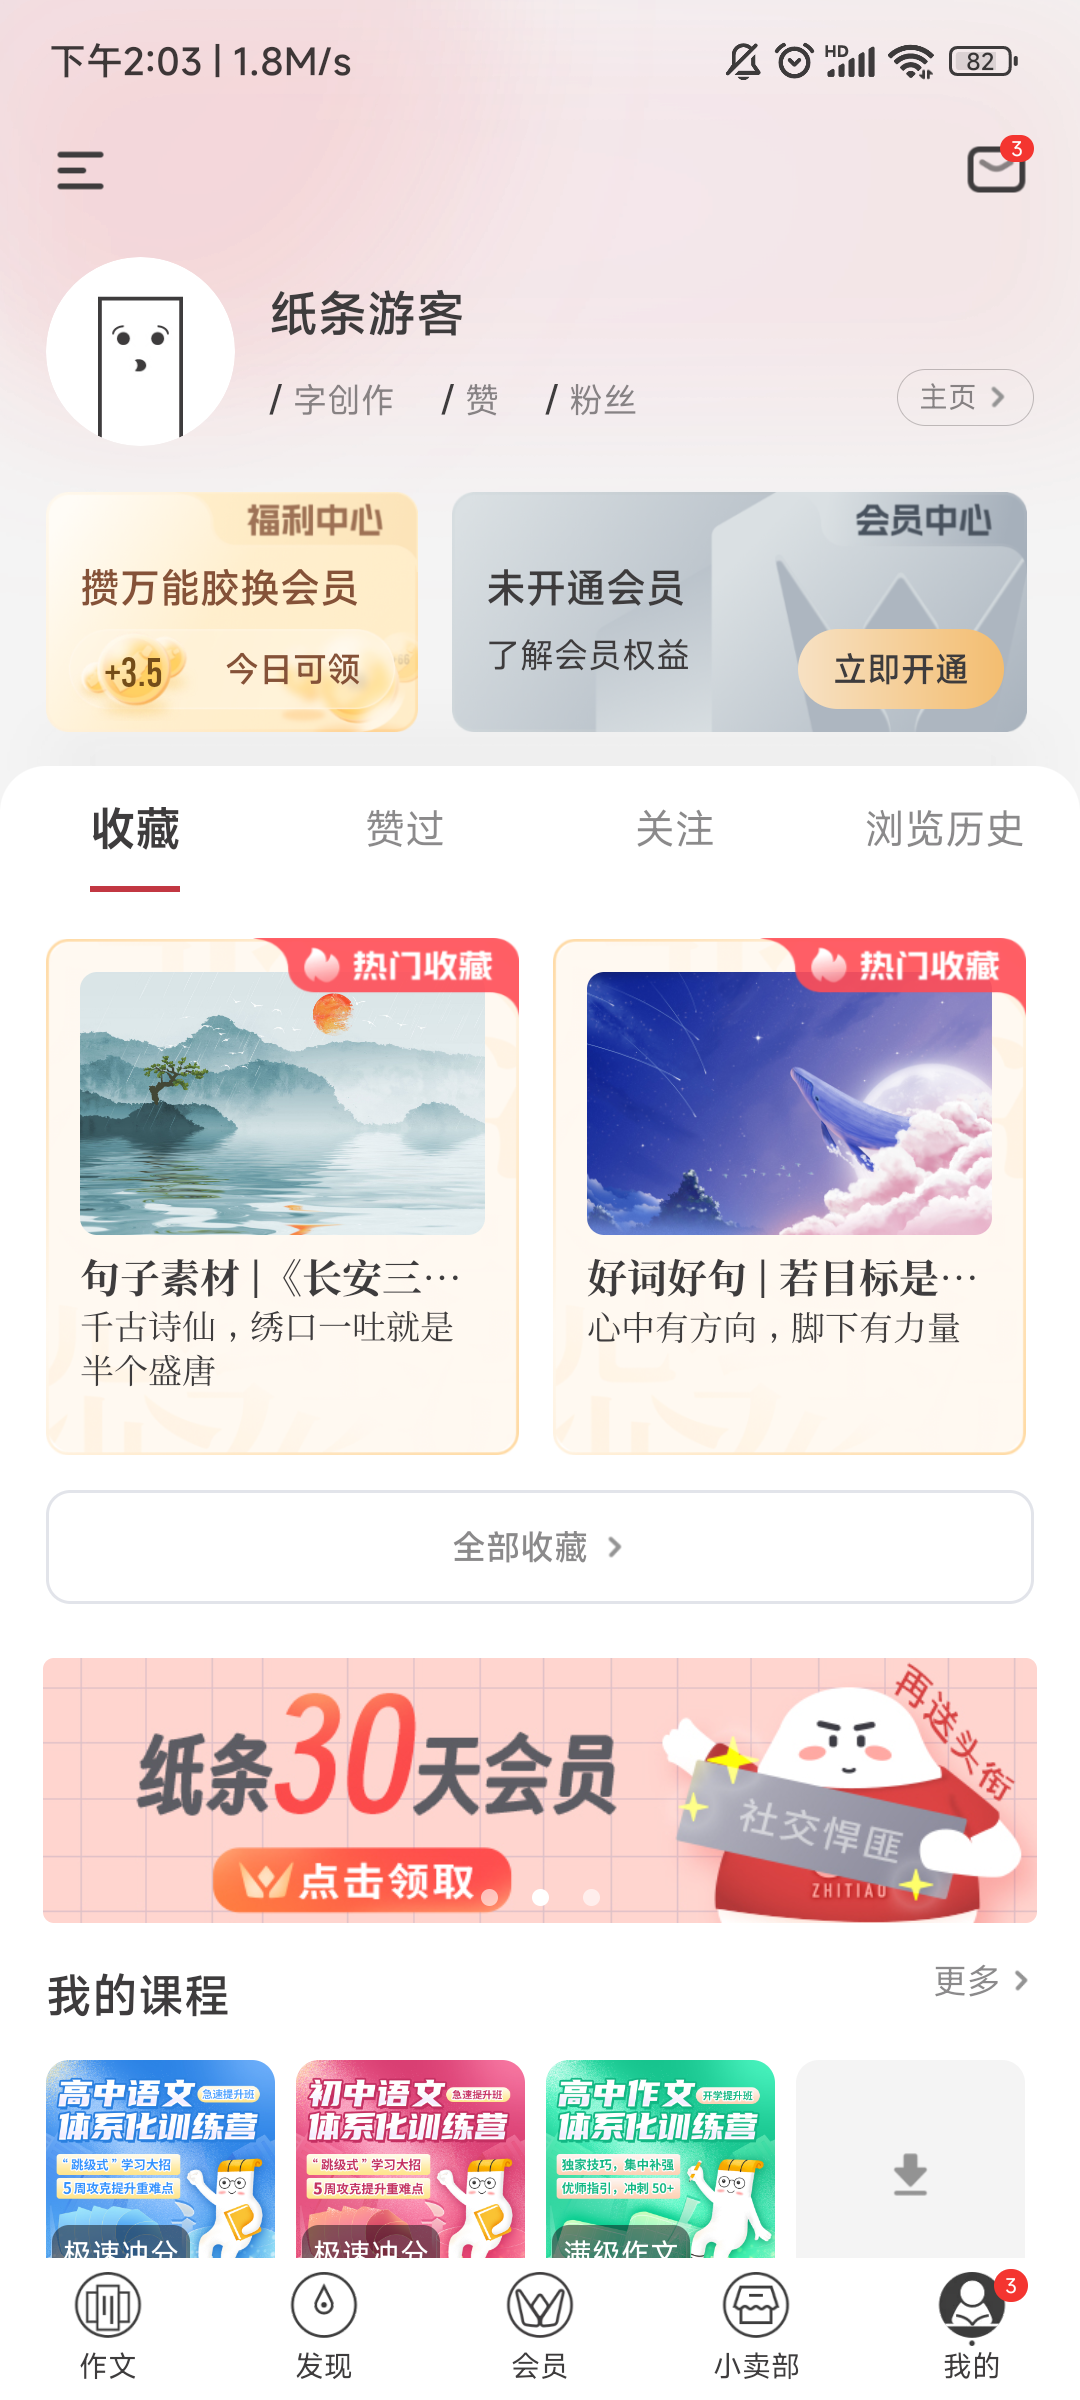 下午2:03 | 1.8M/s
HD
82
3
纸条游客
/ 字创作 / 赞 / 粉丝
主页
福利中心
攒万能胶换会员
+3.5 今日可领
会员中心
未开通会员
了解会员权益
立即开通
收藏 赞过 关注 浏览历史
热门收藏
句子素材 |《长安三…
千古诗仙，绣口一吐就是
半个盛唐
热门收藏
好词好句 | 若目标是…
心中有方向，脚下有力量
全部收藏
纸条30天会员
点击领取
再送头衔
社交悍匪
ZHITIAO
我的课程
更多
高中语文 急速提升班
体系化训练营
“跳级式”学习大招
5周攻克提升重难点
极速冲分
初中语文 急速提升班
体系化训练营
“跳级式”学习大招
5周攻克提升重难点
极速冲分
高中作文 开学提升班
体系化训练营
独家技巧，集中补强
优师指引，冲刺 50+
满级作文
3
作文 发现 会员 小卖部 我的